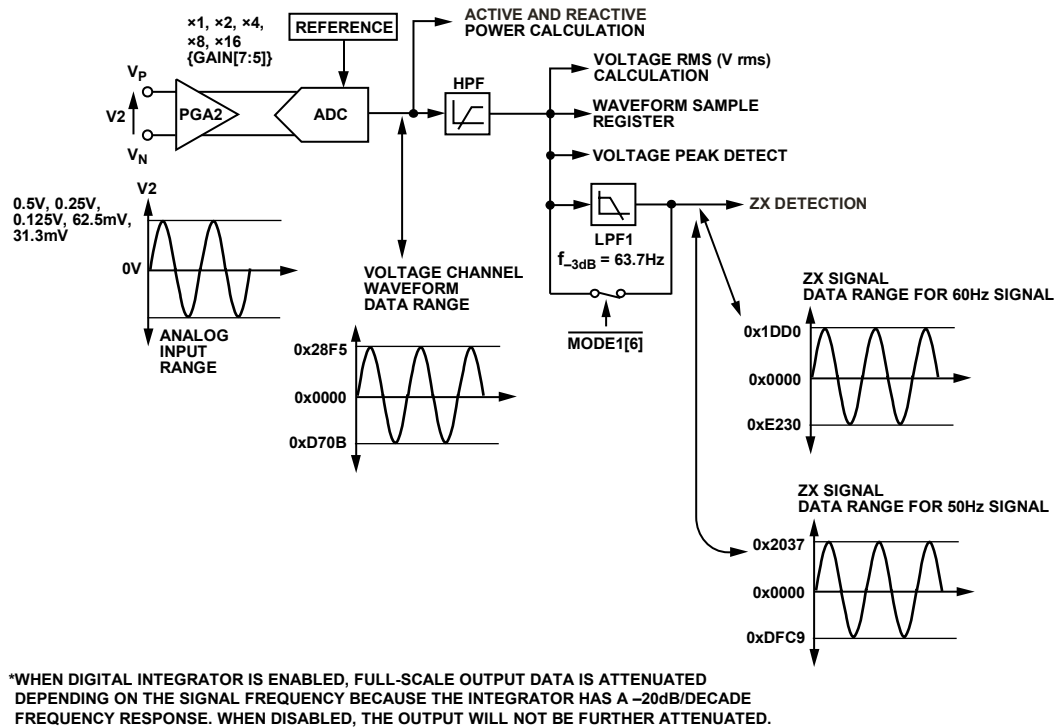 ×1, ×2, ×4,
×8, ×16
{GAIN[7:5]}
REFERENCE
ACTIVE AND REACTIVE
POWER CALCULATION
VOLTAGE RMS (V rms)
CALCULATION
HPF
VP
V2
PGA2
ADC
WAVEFORM SAMPLE
REGISTER
VN
VOLTAGE PEAK DETECT
V2
0.5V, 0.25V,
0.125V, 62.5mV,
31.3mV
0V
ANALOG
INPUT
RANGE
ZX DETECTION
LPF1
f–3dB = 63.7Hz
MODE1[6]
VOLTAGE CHANNEL
WAVEFORM
DATA RANGE
0x28F5
0x0000
0xD70B
ZX SIGNAL
DATA RANGE FOR 60Hz SIGNAL
0x1DD0
0x0000
0xE230
ZX SIGNAL
DATA RANGE FOR 50Hz SIGNAL
0x2037
0x0000
0xDFC9
*WHEN DIGITAL INTEGRATOR IS ENABLED, FULL-SCALE OUTPUT DATA IS ATTENUATED
DEPENDING ON THE SIGNAL FREQUENCY BECAUSE THE INTEGRATOR HAS A –20dB/DECADE
FREQUENCY RESPONSE. WHEN DISABLED, THE OUTPUT WILL NOT BE FURTHER ATTENUATED.